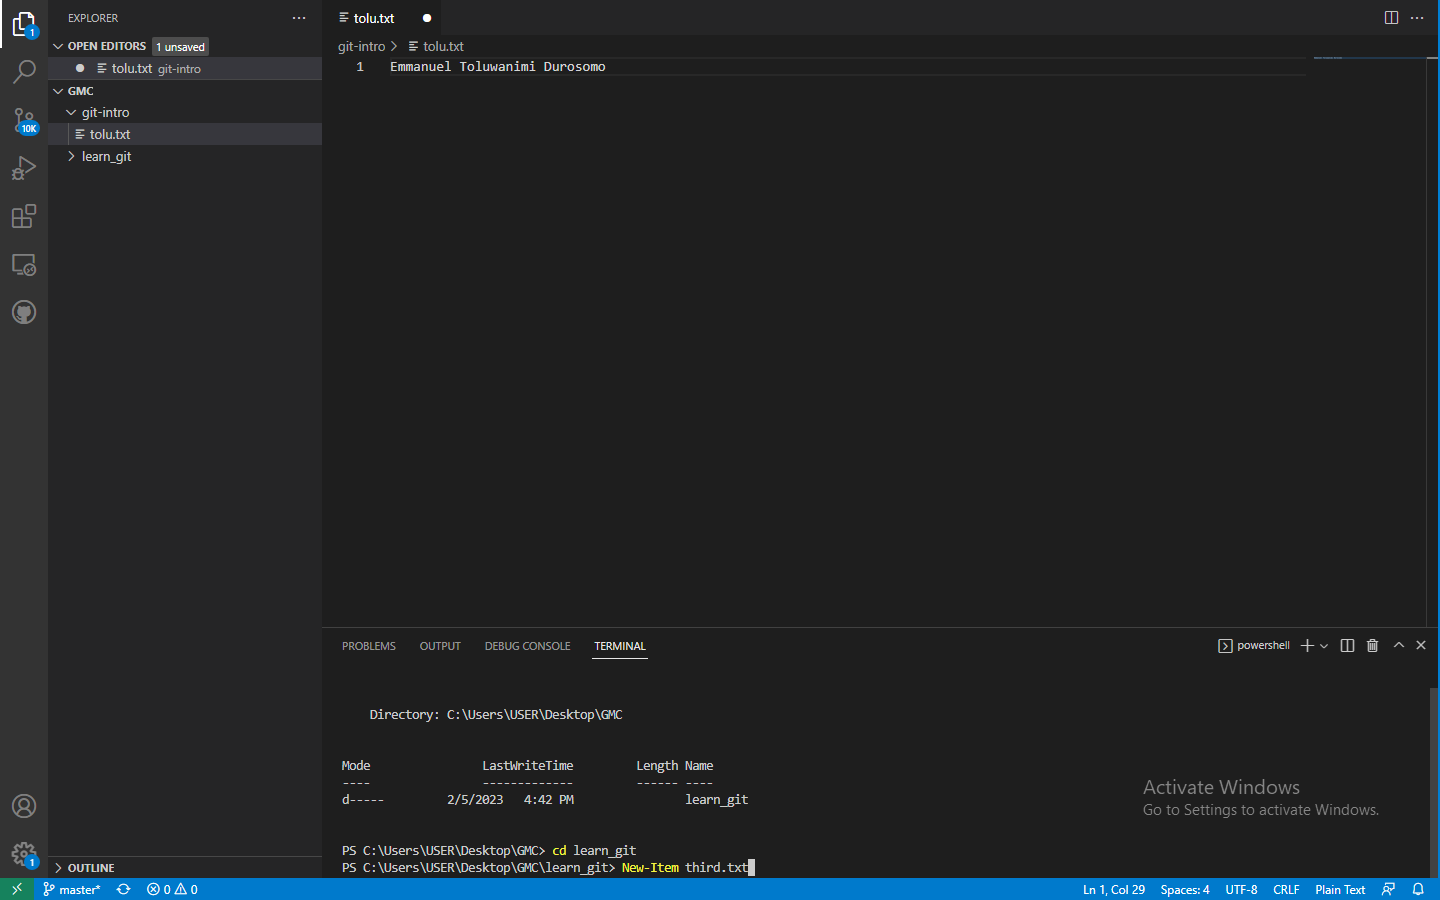 EXPLORER
OPEN EDITORS 1 unsaved
tolu.txt git-intro
GMC
git-intro
tolu.txt
learn_git
OUTLINE
1
10K
1
tolu.txt
git-intro > tolu.txt
1 Emmanuel Toluwanimi Durosomo
PROBLEMS OUTPUT DEBUG CONSOLE TERMINAL
powershell
Directory: C:\Users\USER\Desktop\GMC
Mode LastWriteTime Length Name
---- ------------- ------ ----
d----- 2/5/2023 4:42 PM learn_git
PS C:\Users\USER\Desktop\GMC> cd learn_git
PS C:\Users\USER\Desktop\GMC\learn_git> New-Item third.txt
Activate Windows
Go to Settings to activate Windows.
master* 0 0 Ln 1, Col 29 Spaces: 4 UTF-8 CRLF Plain Text